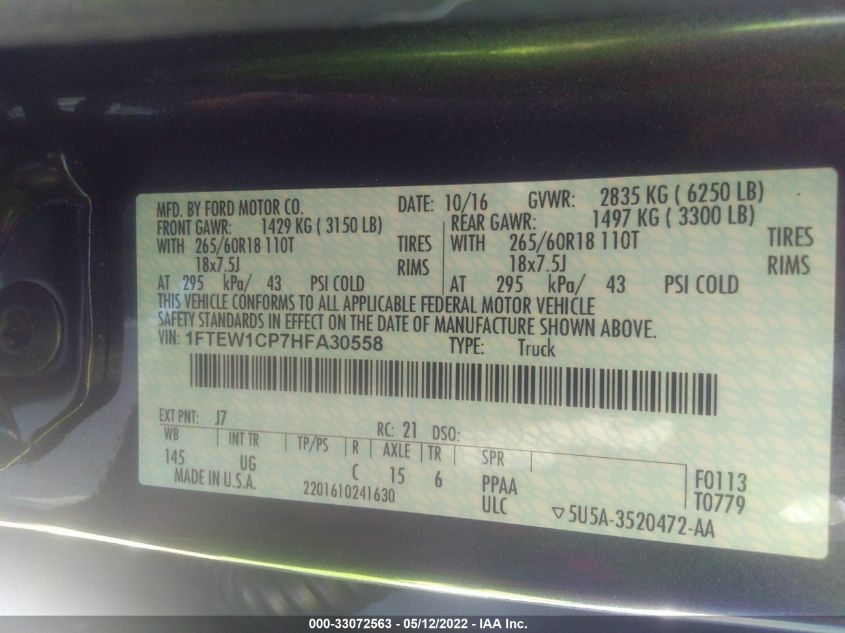 MFD. BY FORD MOTOR CO. DATE: 10/16 GVWR: 2835 KG ( 6250 LB)
FRONT GAWR: 1429 KG ( 3150 LB) REAR GAWR: 1497 KG ( 3300 LB)
WITH 265/60R18 110T TIRES WITH 265/60R18 110T TIRES
18x7.5J RIMS 18x7.5J RIMS
AT 295 kPa/ 43 PSI COLD AT 295 kPa/ 43 PSI COLD
THIS VEHICLE CONFORMS TO ALL APPLICABLE FEDERAL MOTOR VEHICLE
SAFETY STANDARDS IN EFFECT ON THE DATE OF MANUFACTURE SHOWN ABOVE.
VIN: 1FTEW1CP7HFA30558 TYPE: Truck
EXT PNT: J7 RC: 21 DSO:
WB INT TR TP/PS R AXLE TR SPR
145 UG C 15 6 PPAA F0113
MADE IN U.S.A. 2201610241630 ULC T0779
▽5U5A-3520472-AA
000-33072563 - 05/12/2022 - IAA Inc.